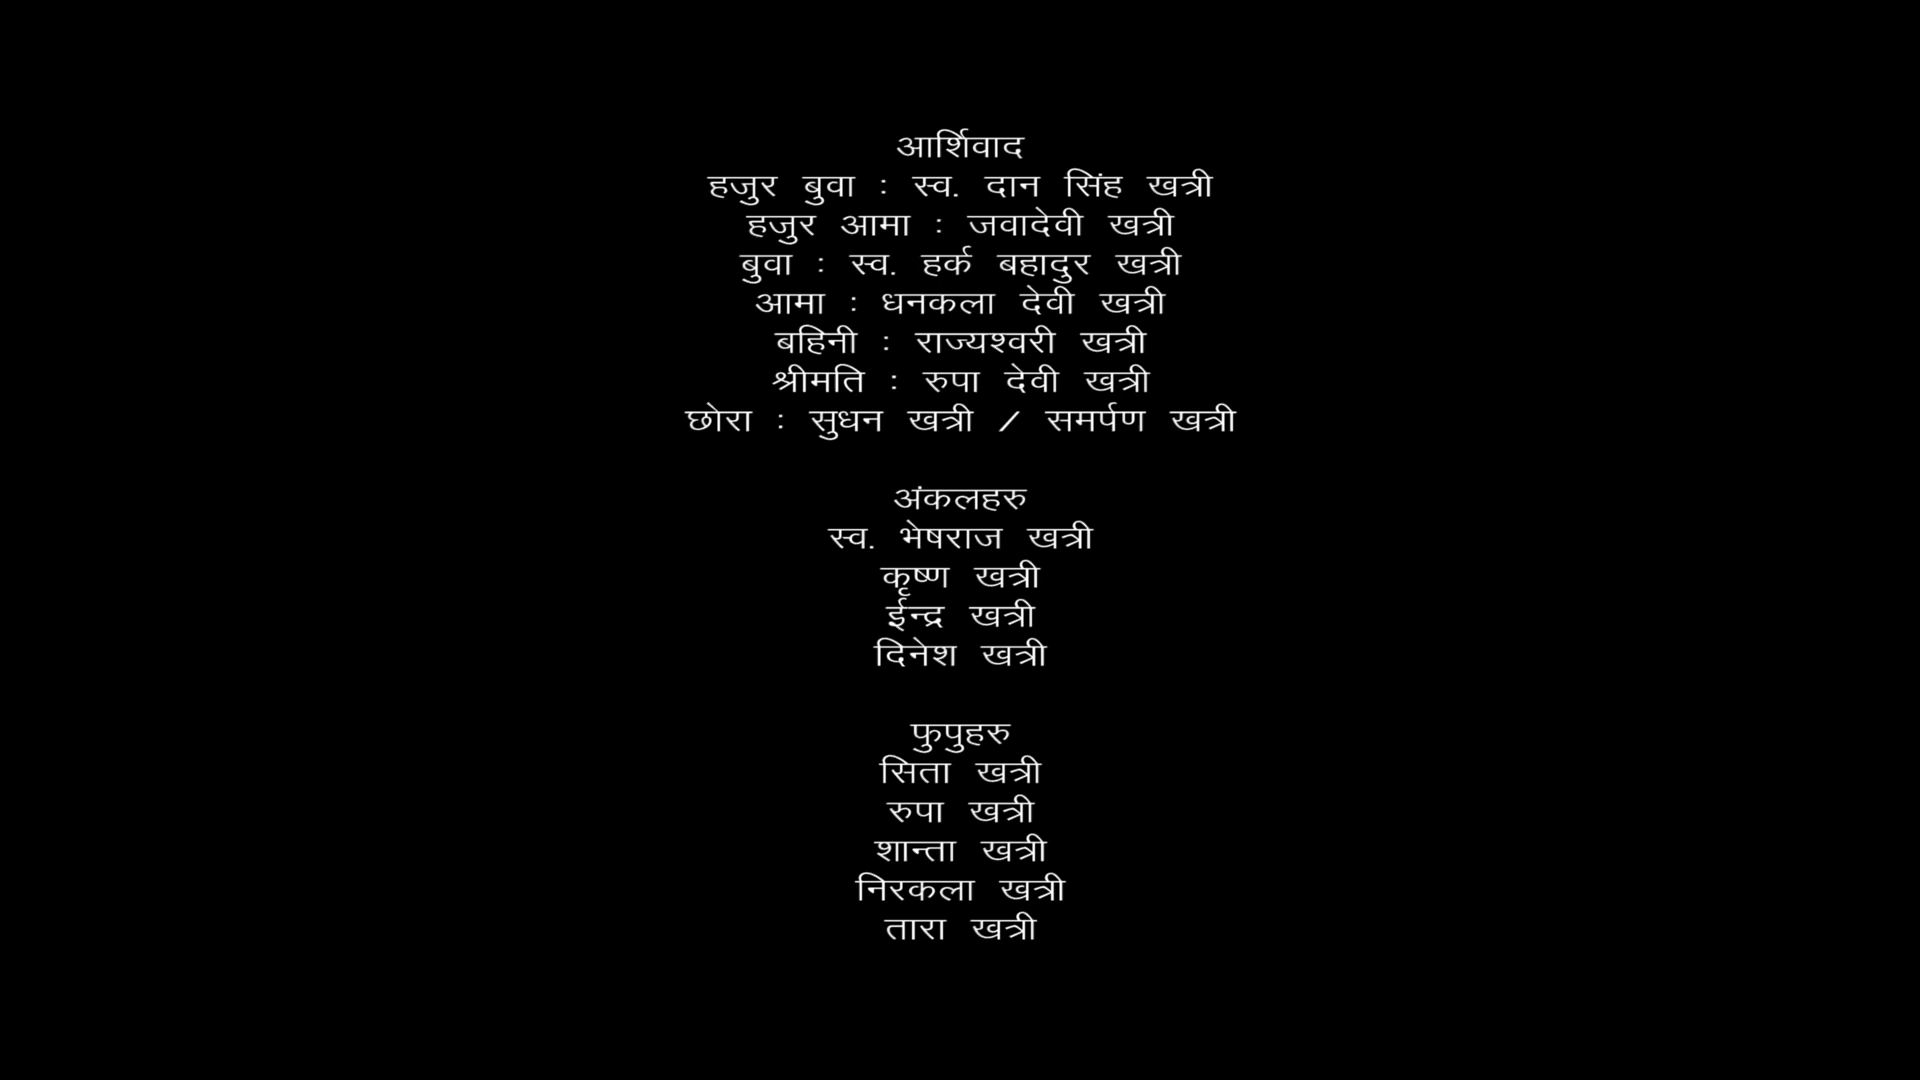 आर्शिवाद
हजुर बुवा : स्व. दान सिंह खत्री
हजुर आमा : जवादेवी खत्री
बुवा : स्व. हर्क बहादुर खत्री
आमा : धनकला देवी खत्री
बहिनी : राज्यश्वरी खत्री
श्रीमति : रुपा देवी खत्री
छोरा : सुधन खत्री / समर्पण खत्री
अंकलहरु
स्व. भेषराज खत्री
कृष्ण खत्री
ईन्द्र खत्री
दिनेश खत्री
फुपुहरु
सिता खत्री
रुपा खत्री
शान्ता खत्री
निरकला खत्री
तारा खत्री